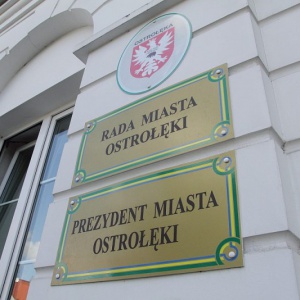 OSTROŁĘKA
RADA MIASTA
OSTROŁĘKI
PREZYDENT MIASTA
OSTROŁĘKI